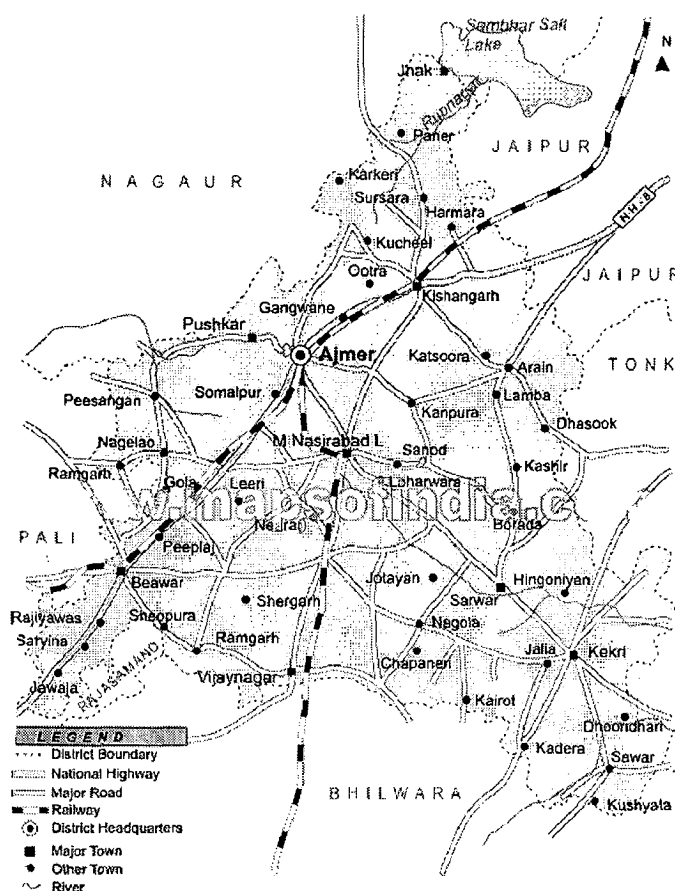 Sambhar Salt
Lake
N
Jhak
Rupnagar
Paner
JAIPUR
NAGAUR
Karkeri
Sursara
Harmara
NH-8
Kucheel
Ootra
JAIPUR
Kishangarh
Gangwane
Pushkar
Ajmer
Katsoora
Arain
TONK
Somalpur
Peesangan
Lamba
Kanpura
Dhasook
Nagelao
M Nasirabad L
Sanod
Ramgarh
Kashir
Gola
Leeri
Loharwara
w.mapsofindia.c
Borada
PALI
Peeplaj
Beawar
Jotayan
Hingoniyan
Sarwar
Shergarh
Rajiyawas
Sheopura
Nagola
Satyina
Ramgarh
Jalia
Kekri
Chapaneri
Jawaja
RAJASAMAND
Vijaynagar
Kairot
Dhoondhari
LEGEND
Kadera
Sawar
District Boundary
National Highway
BHILWARA
Kushyata
Major Road
Railway
District Headquarters
Major Town
Other Town
River